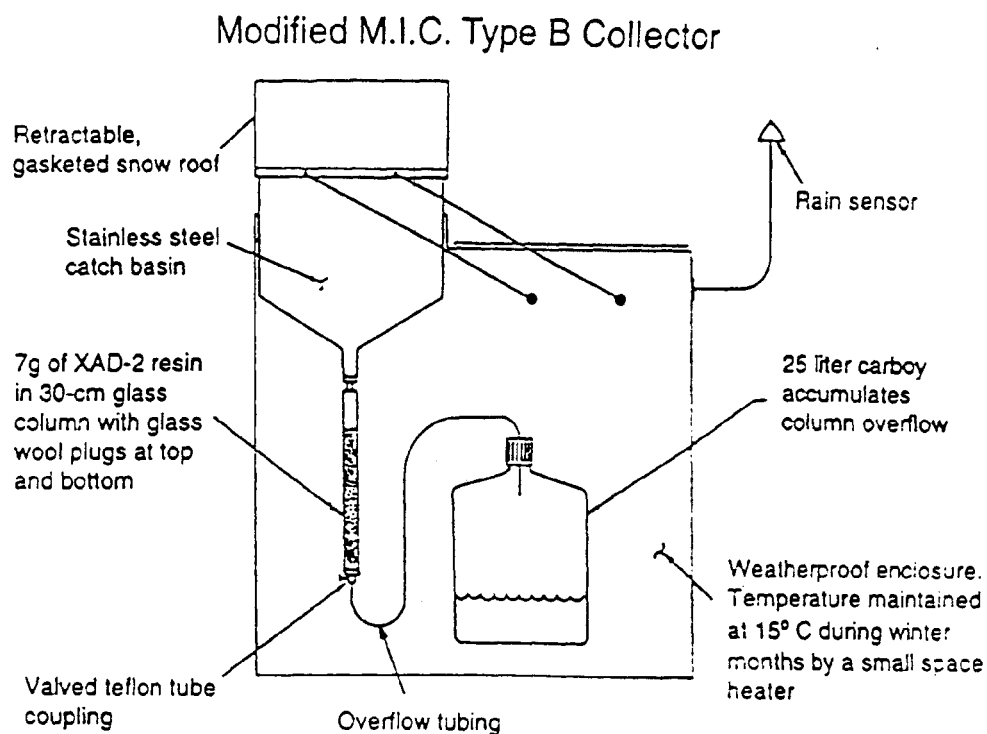 Modified M.I.C. Type B Collector
Retractable,
gasketed snow roof
Rain sensor
Stainless steel
catch basin
7g of XAD-2 resin
in 30-cm glass
column with glass
wool plugs at top
and bottom
25 liter carboy
accumulates
column overflow
Weatherproof enclosure.
Temperature maintained
at 15° C during winter
months by a small space
heater
Valved teflon tube
coupling
Overflow tubing